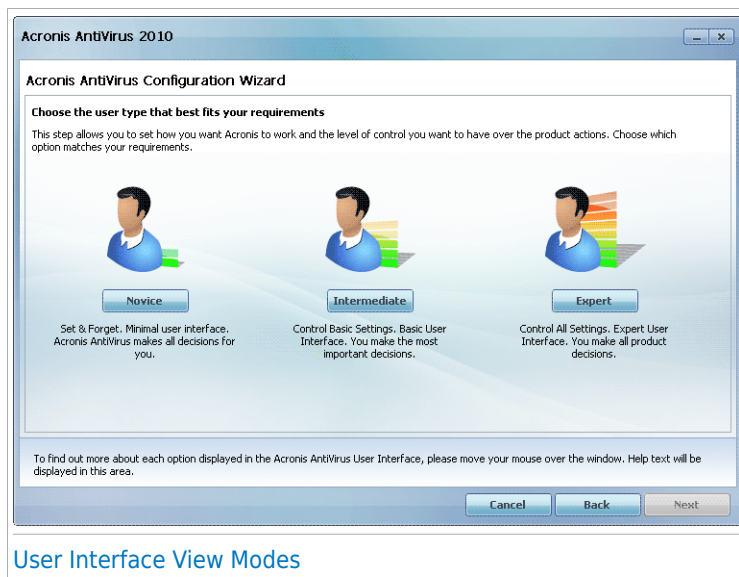 Acronis AntiVirus 2010
Acronis AntiVirus Configuration Wizard
Choose the user type that best fits your requirements
This step allows you to set how you want Acronis to work and the level of control you want to have over the product actions. Choose which
option matches your requirements.
Novice
Set & Forget. Minimal user interface.
Acronis AntiVirus makes all decisions for
you.
Intermediate
Control Basic Settings. Basic User
Interface. You make the most
important decisions.
Expert
Control All Settings. Expert User
Interface. You make all product
decisions.
To find out more about each option displayed in the Acronis AntiVirus User Interface, please move your mouse over the window. Help text will be
displayed in this area.
Cancel
Back
Next
User Interface View Modes